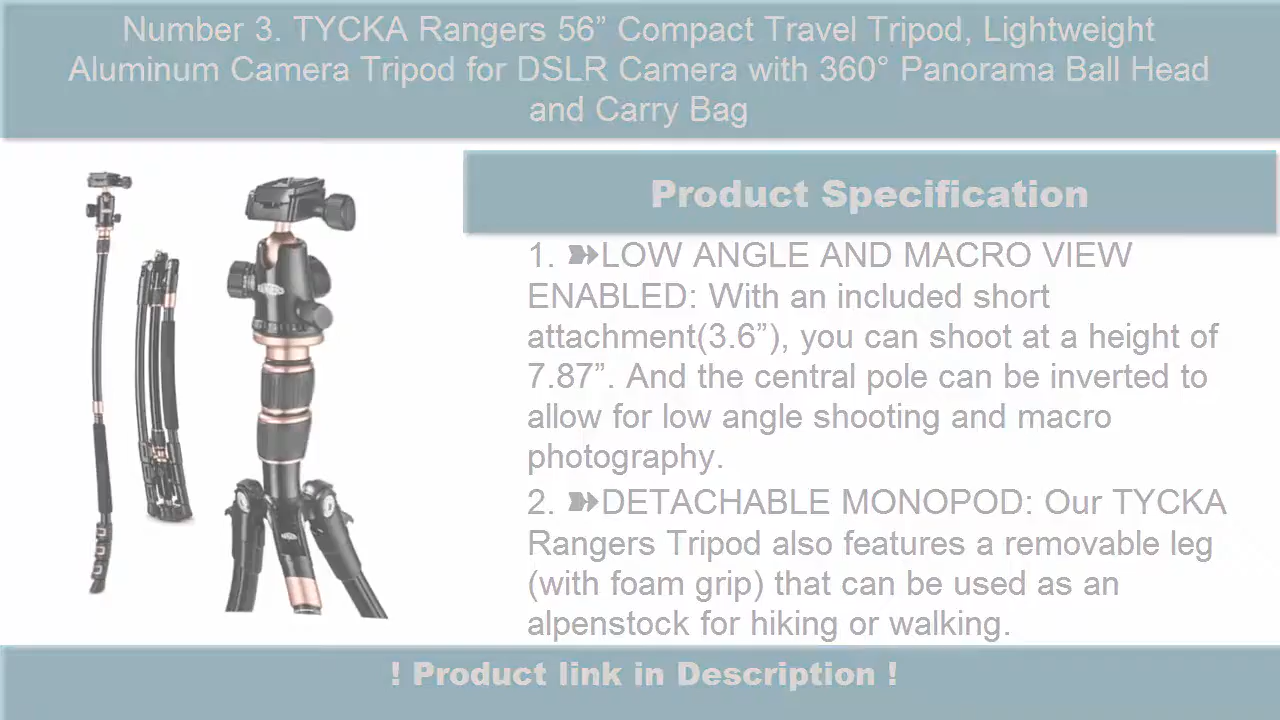 Number 3. TYCKA Rangers 56” Compact Travel Tripod, Lightweight
Aluminum Camera Tripod for DSLR Camera with 360° Panorama Ball Head
and Carry Bag
Product Specification
1. ➽LOW ANGLE AND MACRO VIEW
ENABLED: With an included short
attachment(3.6”), you can shoot at a height of
7.87”. And the central pole can be inverted to
allow for low angle shooting and macro
photography.
2. ➽DETACHABLE MONOPOD: Our TYCKA
Rangers Tripod also features a removable leg
(with foam grip) that can be used as an
alpenstock for hiking or walking.
! Product link in Description !